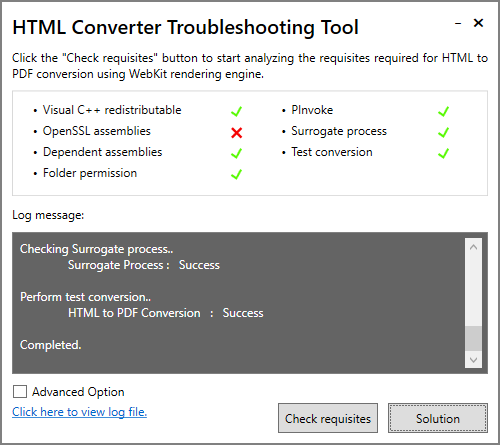 HTML Converter Troubleshooting Tool
Click the "Check requisites" button to start analyzing the requisites required for HTML to
PDF conversion using WebKit rendering engine.
• Visual C++ redistributable
• PInvoke
• OpenSSL assemblies
• Surrogate process
• Dependent assemblies
• Test conversion
• Folder permission
Log message:
Checking Surrogate process..
Surrogate Process : Success
Perform test conversion..
HTML to PDF Conversion : Success
Completed.
Advanced Option
Click here to view log file.
Check requisites
Solution